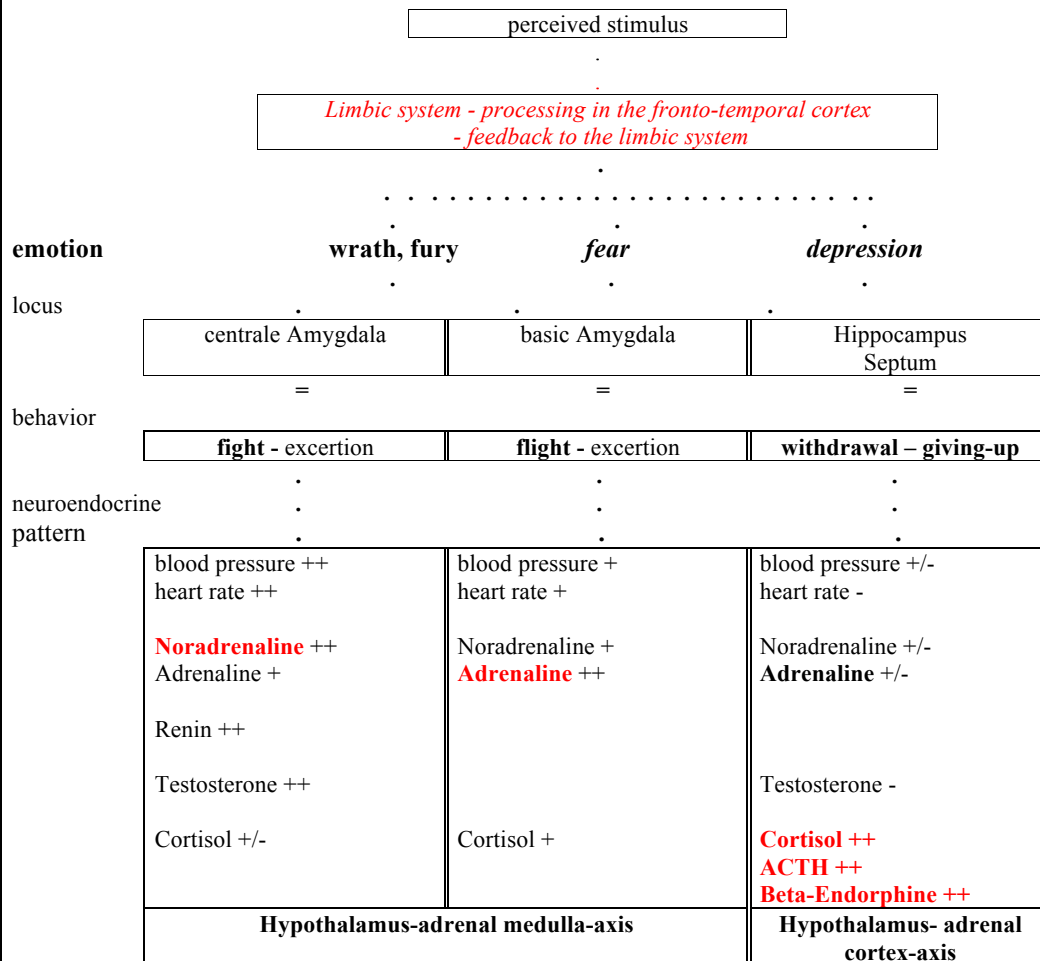 perceived stimulus
Limbic system - processing in the fronto-temporal cortex
- feedback to the limbic system
emotion wrath, fury fear depression
locus
centrale Amygdala basic Amygdala Hippocampus
Septum
= = =
behavior
fight - excertion flight - excertion withdrawal – giving-up
neuroendocrine
pattern
blood pressure ++ blood pressure + blood pressure +/-
heart rate ++ heart rate + heart rate -
Noradrenaline ++ Noradrenaline + Noradrenaline +/-
Adrenaline + Adrenaline ++ Adrenaline +/-
Renin ++
Testosterone ++ Testosterone -
Cortisol +/- Cortisol + Cortisol ++
ACTH ++
Beta-Endorphine ++
Hypothalamus-adrenal medulla-axis Hypothalamus- adrenal
cortex-axis